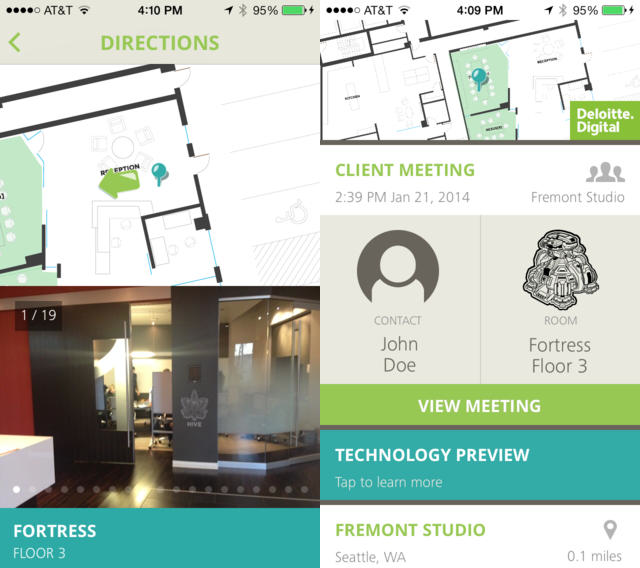 AT&T 4:10 PM 95%
DIRECTIONS
RECEPTION
1 / 19
HIVE
FORTRESS
FLOOR 3
AT&T 4:09 PM 95%
KITCHEN
RECEPTION
Deloitte.
Digital
CLIENT MEETING
2:39 PM Jan 21, 2014
Fremont Studio
CONTACT
John
Doe
ROOM
Fortress
Floor 3
VIEW MEETING
TECHNOLOGY PREVIEW
Tap to learn more
FREMONT STUDIO
Seattle, WA
0.1 miles